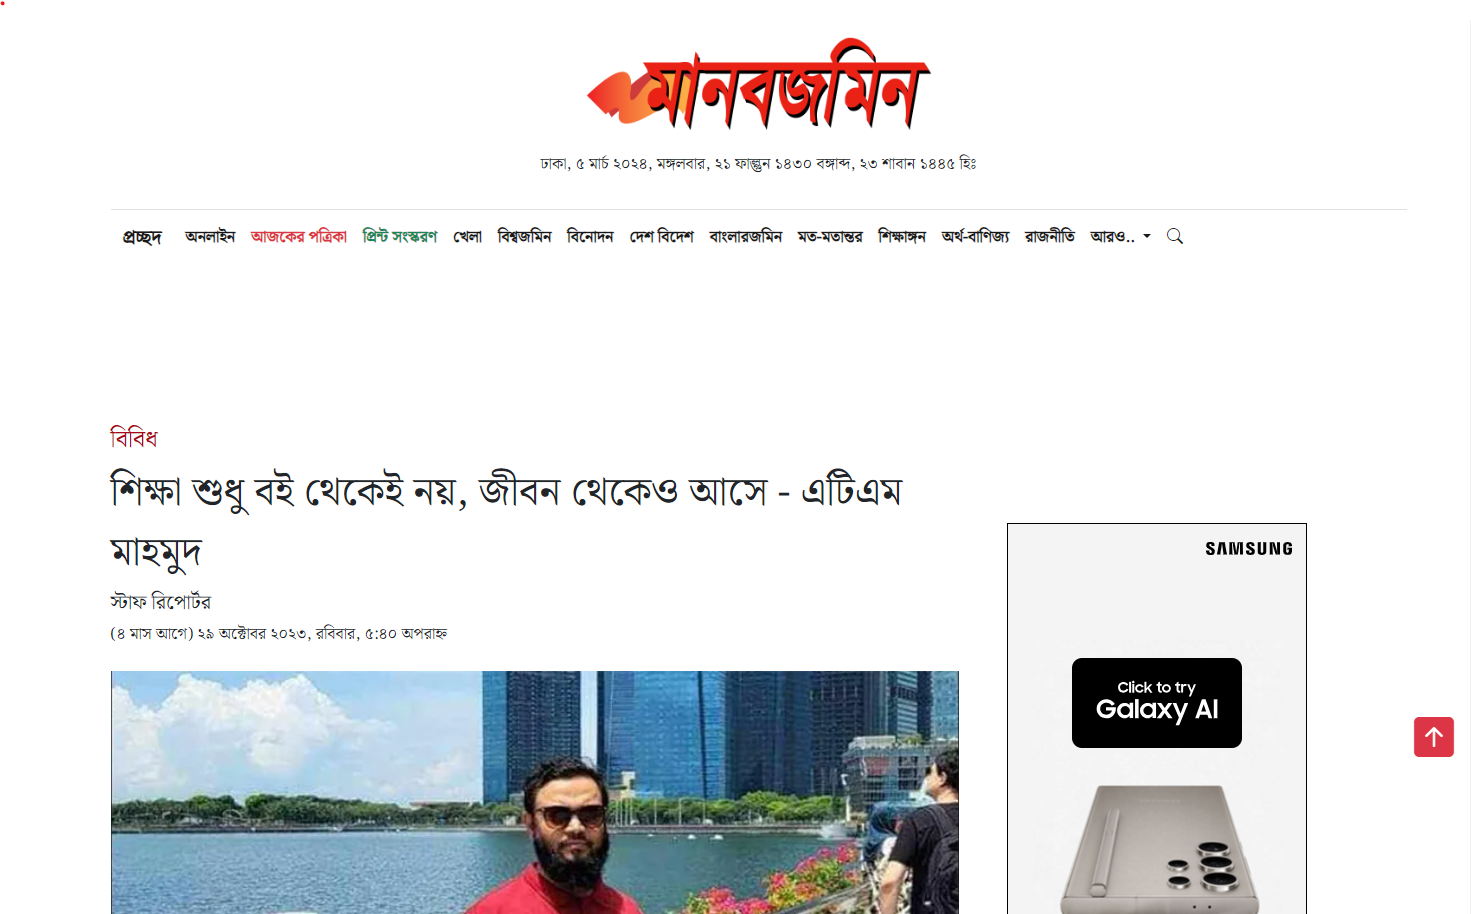 মানবজমিন
ঢাকা, ৫ মার্চ ২০২৪, মঙ্গলবার, ২১ ফাল্গুন ১৪৩০ বঙ্গাব্দ, ২৩ শাবান ১৪৪৫ হিঃ
প্রচ্ছদ অনলাইন আজকের পত্রিকা প্রিন্ট সংস্করণ খেলা বিশ্বজমিন বিনোদন দেশ বিদেশ বাংলারজমিন মত-মতান্তর শিক্ষাঙ্গন অর্থ-বাণিজ্য রাজনীতি আরও..
বিবিধ
শিক্ষা শুধু বই থেকেই নয়, জীবন থেকেও আসে - এটিএম
মাহমুদ
স্টাফ রিপোর্টর
(৪ মাস আগে) ২৯ অক্টোবর ২০২৩, রবিবার, ৫:৪০ অপরাহ্ন
SAMSUNG
Click to try
Galaxy AI